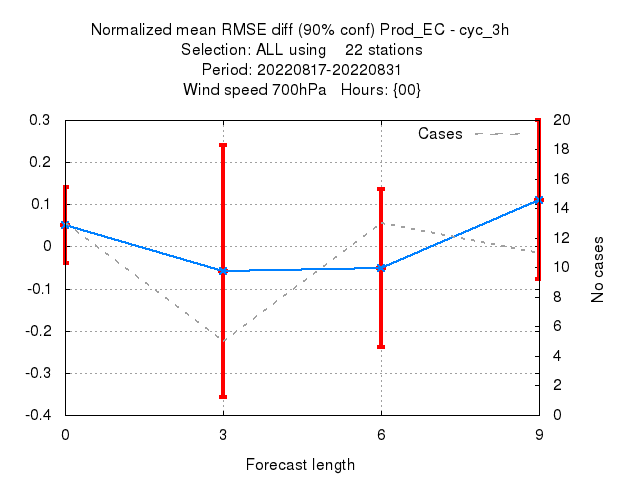 Normalized mean RMSE diff (90% conf) Prod_EC - cyc_3h
Selection: ALL using    22 stations
Period: 20220817-20220831
Wind speed 700hPa   Hours: {00}
Cases
0.3
0.2
0.1
0
-0.1
-0.2
-0.3
-0.4
20
18
16
14
12
10
8
6
4
2
0
No cases
0 3 6 9
Forecast length